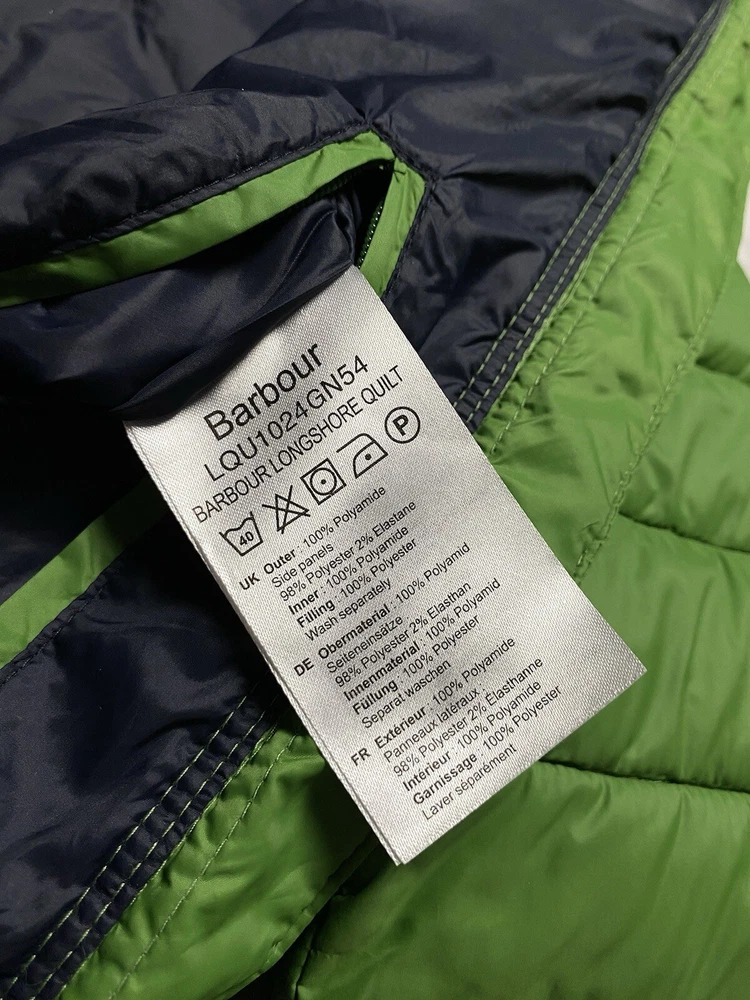 Barbour
LQU1024GN54
BARBOUR LONGSHORE QUILT
40 P
UK Outer : 100% Polyamide
Side panels
98% Polyester 2% Elastane
Inner : 100% Polyamide
Filling : 100% Polyester
Wash separately
DE Obermaterial : 100% Polyamid
Seiteneinsätze
98% Polyester 2% Elasthan
Innenmaterial : 100% Polyamid
Füllung : 100% Polyester
Separat waschen
FR Extérieur : 100% Polyamide
Panneaux latéraux
98% Polyester 2% Élasthanne
Intérieur : 100% Polyamide
Garnissage : 100% Polyester
Laver séparément